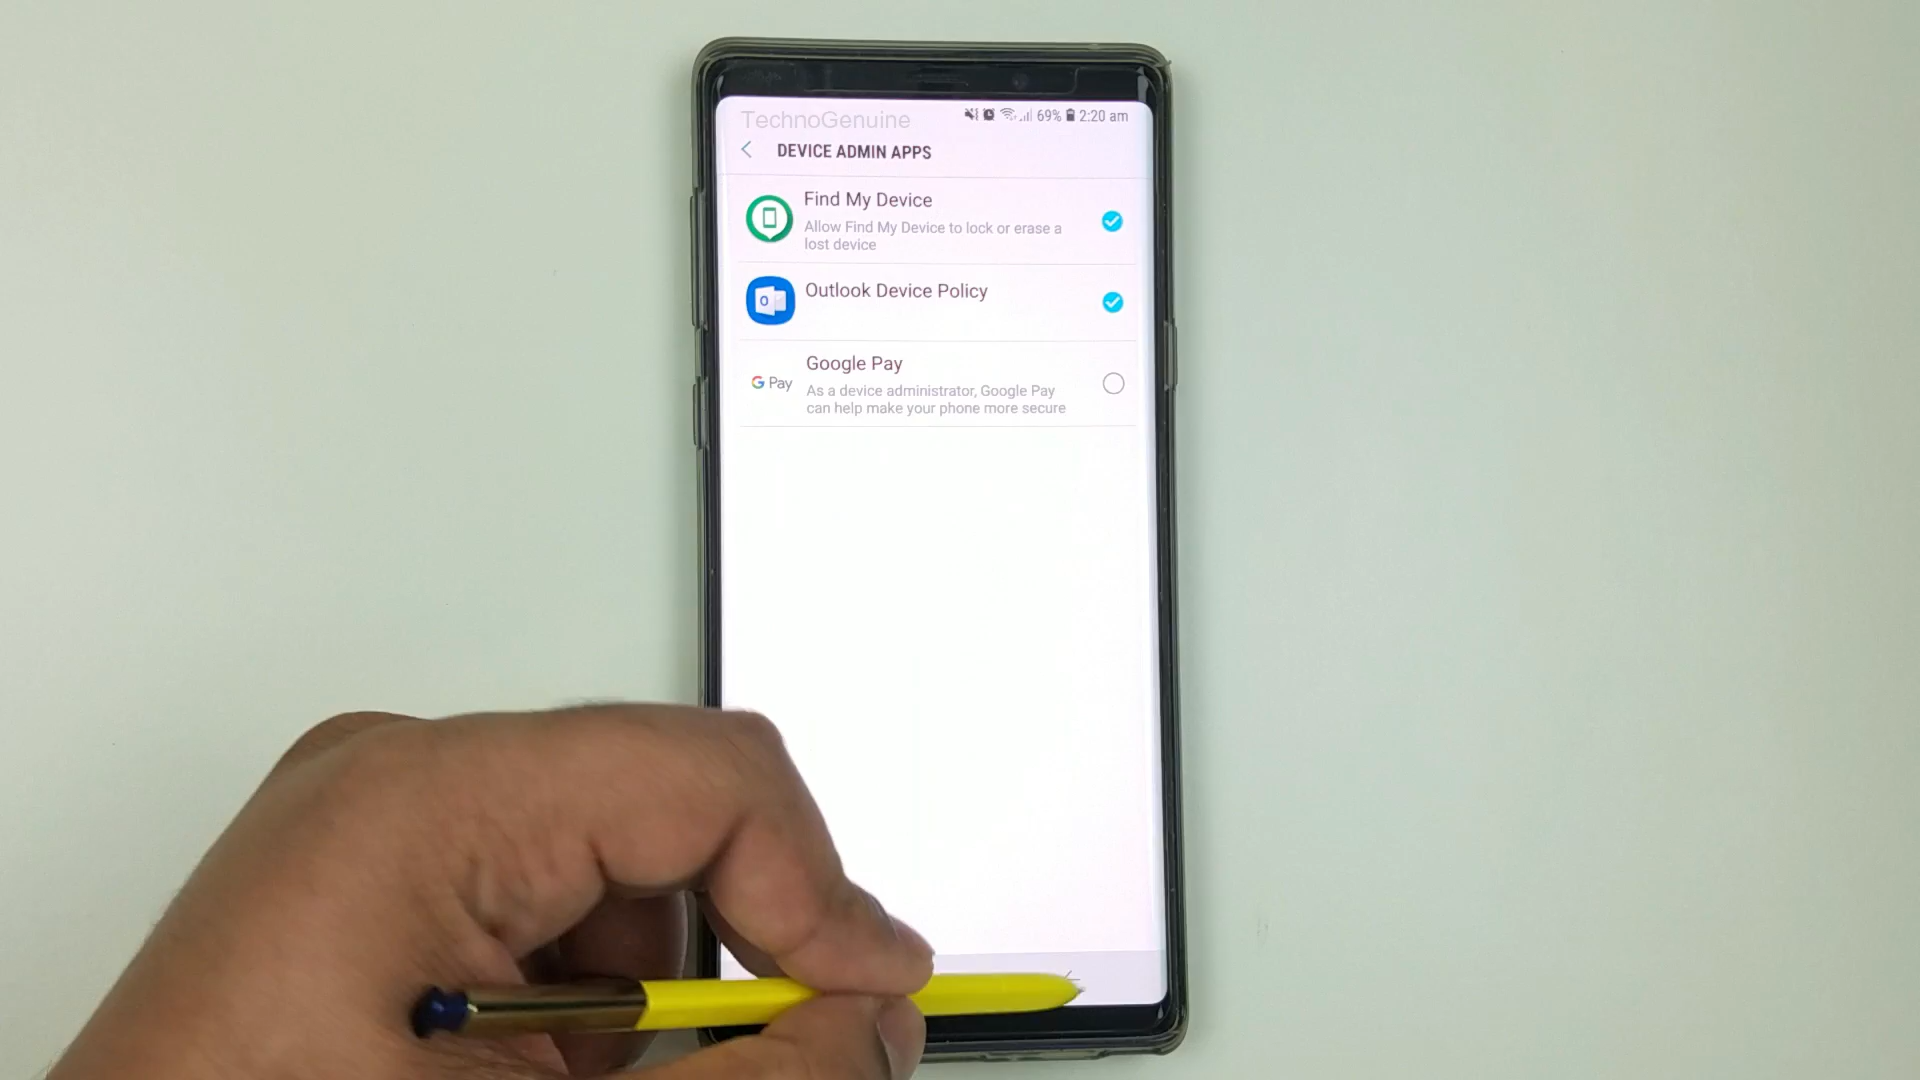 TechnoGenuine
69% 2:20 am
DEVICE ADMIN APPS
Find My Device
Allow Find My Device to lock or erase a
lost device
O
Outlook Device Policy
Google Pay
G Pay
As a device administrator, Google Pay
can help make your phone more secure